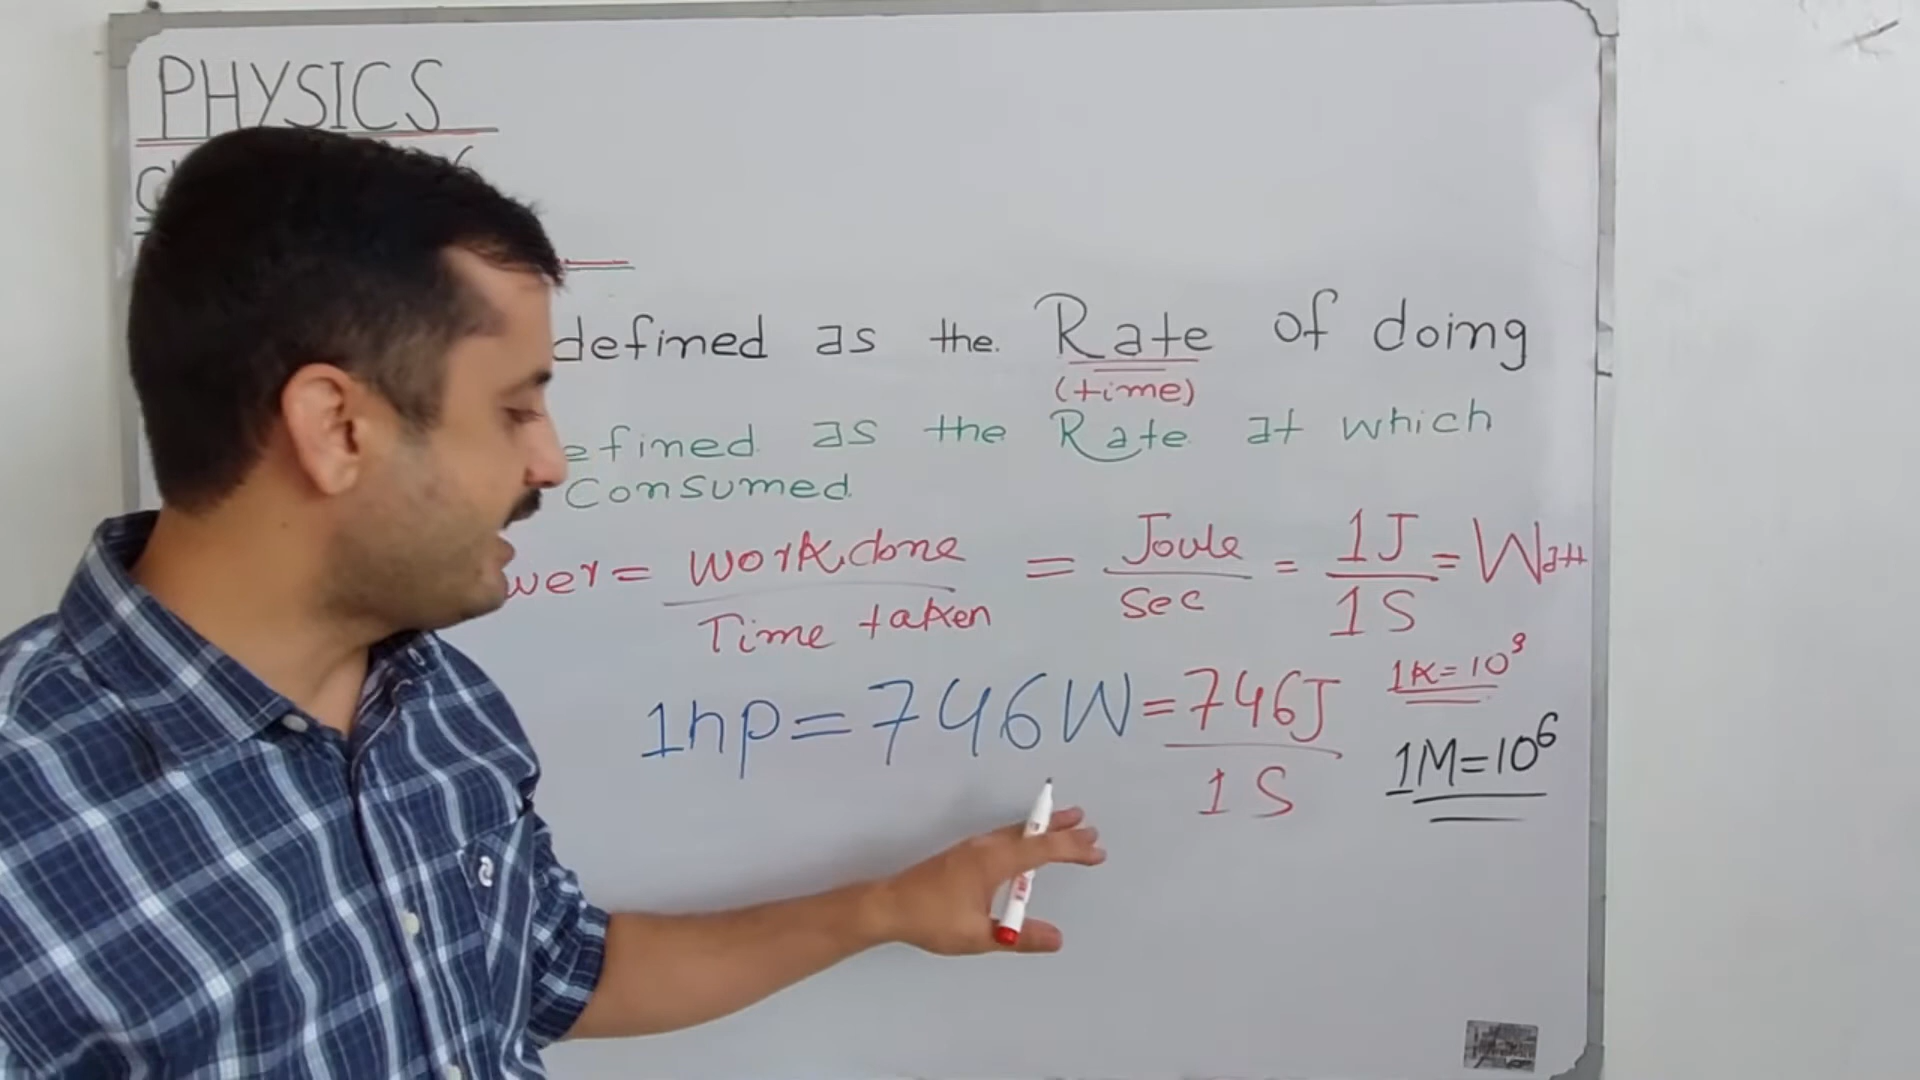 PHYSICS
defined as the Rate of doing
(time)
efined as the Rate at which
Consumed
wer = work done / Time taken = Joule / Sec = 1J / 1S = Watt
1hp = 746W = 746J / 1S
1K = 10³
1M = 10⁶